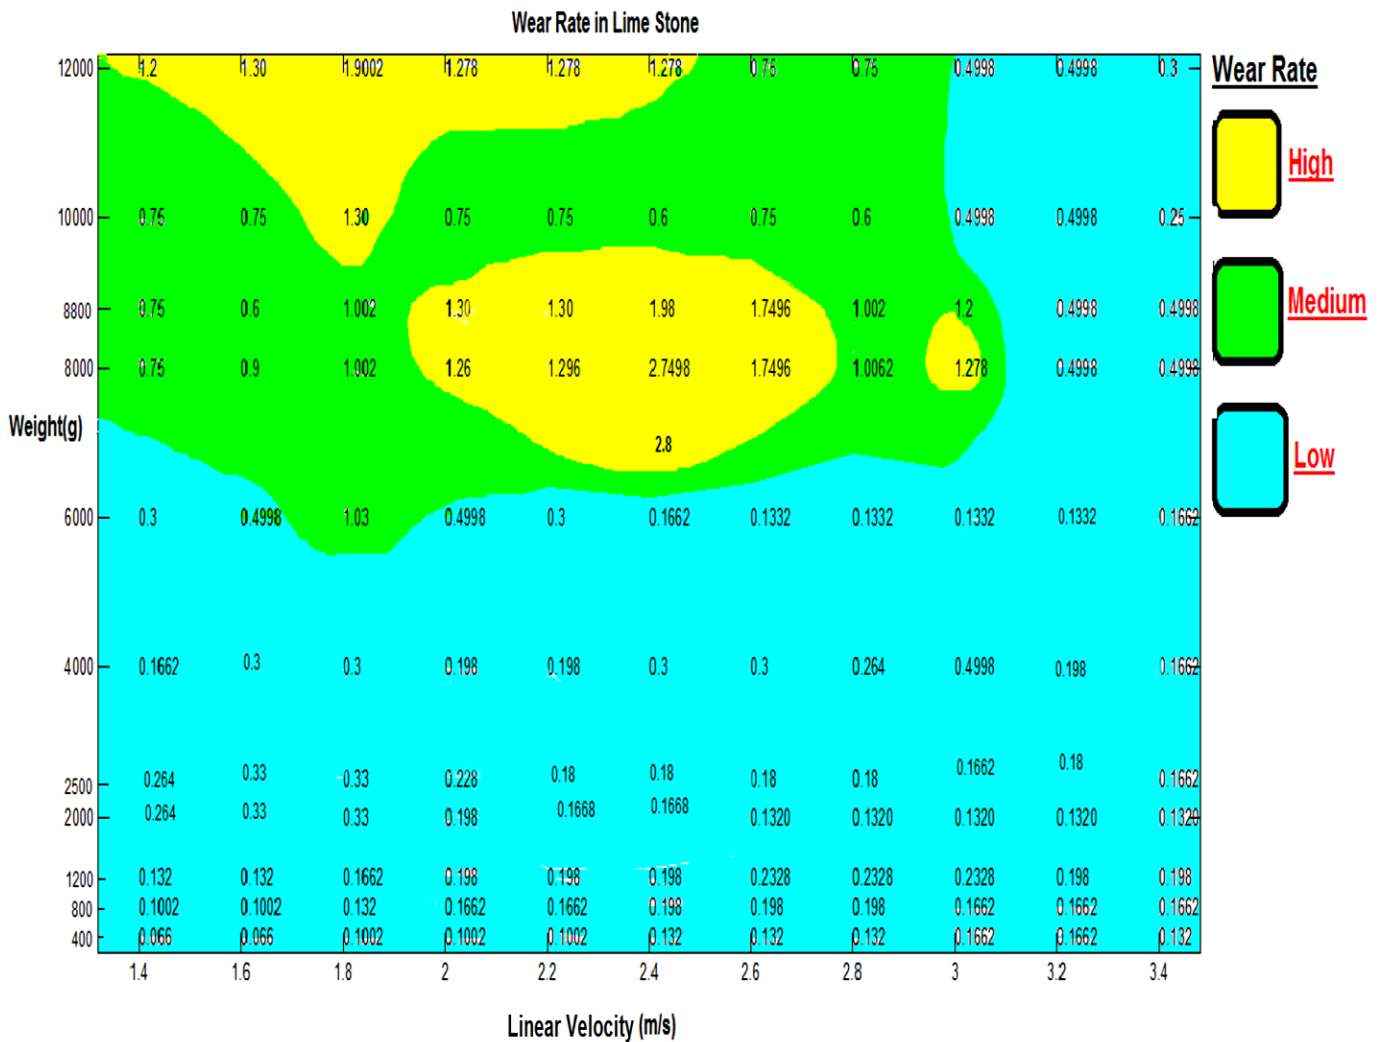 Wear Rate in Lime Stone
12000 1.2 1.30 1.9002 1.278 1.278 1.278 0.75 0.75 0.4998 0.4998 0.3
Wear Rate
High
10000 0.75 0.75 1.30 0.75 0.75 0.6 0.75 0.6 0.4998 0.4998 0.25
8800 0.75 0.6 1.002 1.30 1.30 1.98 1.7496 1.002 1.2 0.4998 0.4998
Medium
8000 0.75 0.9 1.002 1.26 1.296 2.7498 1.7496 1.0062 1.278 0.4998 0.4998
Weight(g)
2.8
Low
6000 0.3 0.4998 1.03 0.4998 0.3 0.1662 0.1332 0.1332 0.1332 0.1332 0.1662
4000 0.1662 0.3 0.3 0.198 0.198 0.3 0.3 0.264 0.4998 0.198 0.1662
2500 0.264 0.33 0.33 0.228 0.18 0.18 0.18 0.18 0.1662 0.18 0.1662
2000 0.264 0.33 0.33 0.198 0.1668 0.1668 0.1320 0.1320 0.1320 0.1320 0.1320
1200 0.132 0.132 0.1662 0.198 0.198 0.198 0.2328 0.2328 0.2328 0.198 0.198
800 0.1002 0.1002 0.132 0.1662 0.1662 0.198 0.198 0.198 0.1662 0.1662 0.1662
400 0.066 0.066 0.1002 0.1002 0.1002 0.132 0.132 0.132 0.1662 0.1662 0.132
1.4 1.6 1.8 2 2.2 2.4 2.6 2.8 3 3.2 3.4
Linear Velocity (m/s)